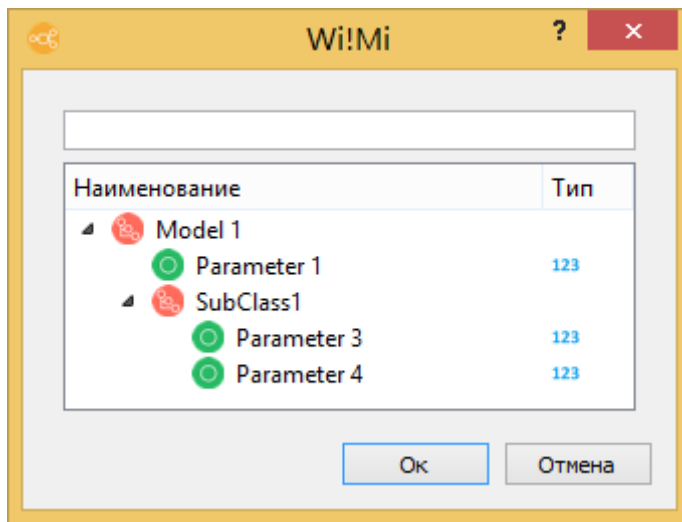 Wi!Mi ? ×
Наименование Тип
Model 1
Parameter 1 123
SubClass1
Parameter 3 123
Parameter 4 123
Ок Отмена